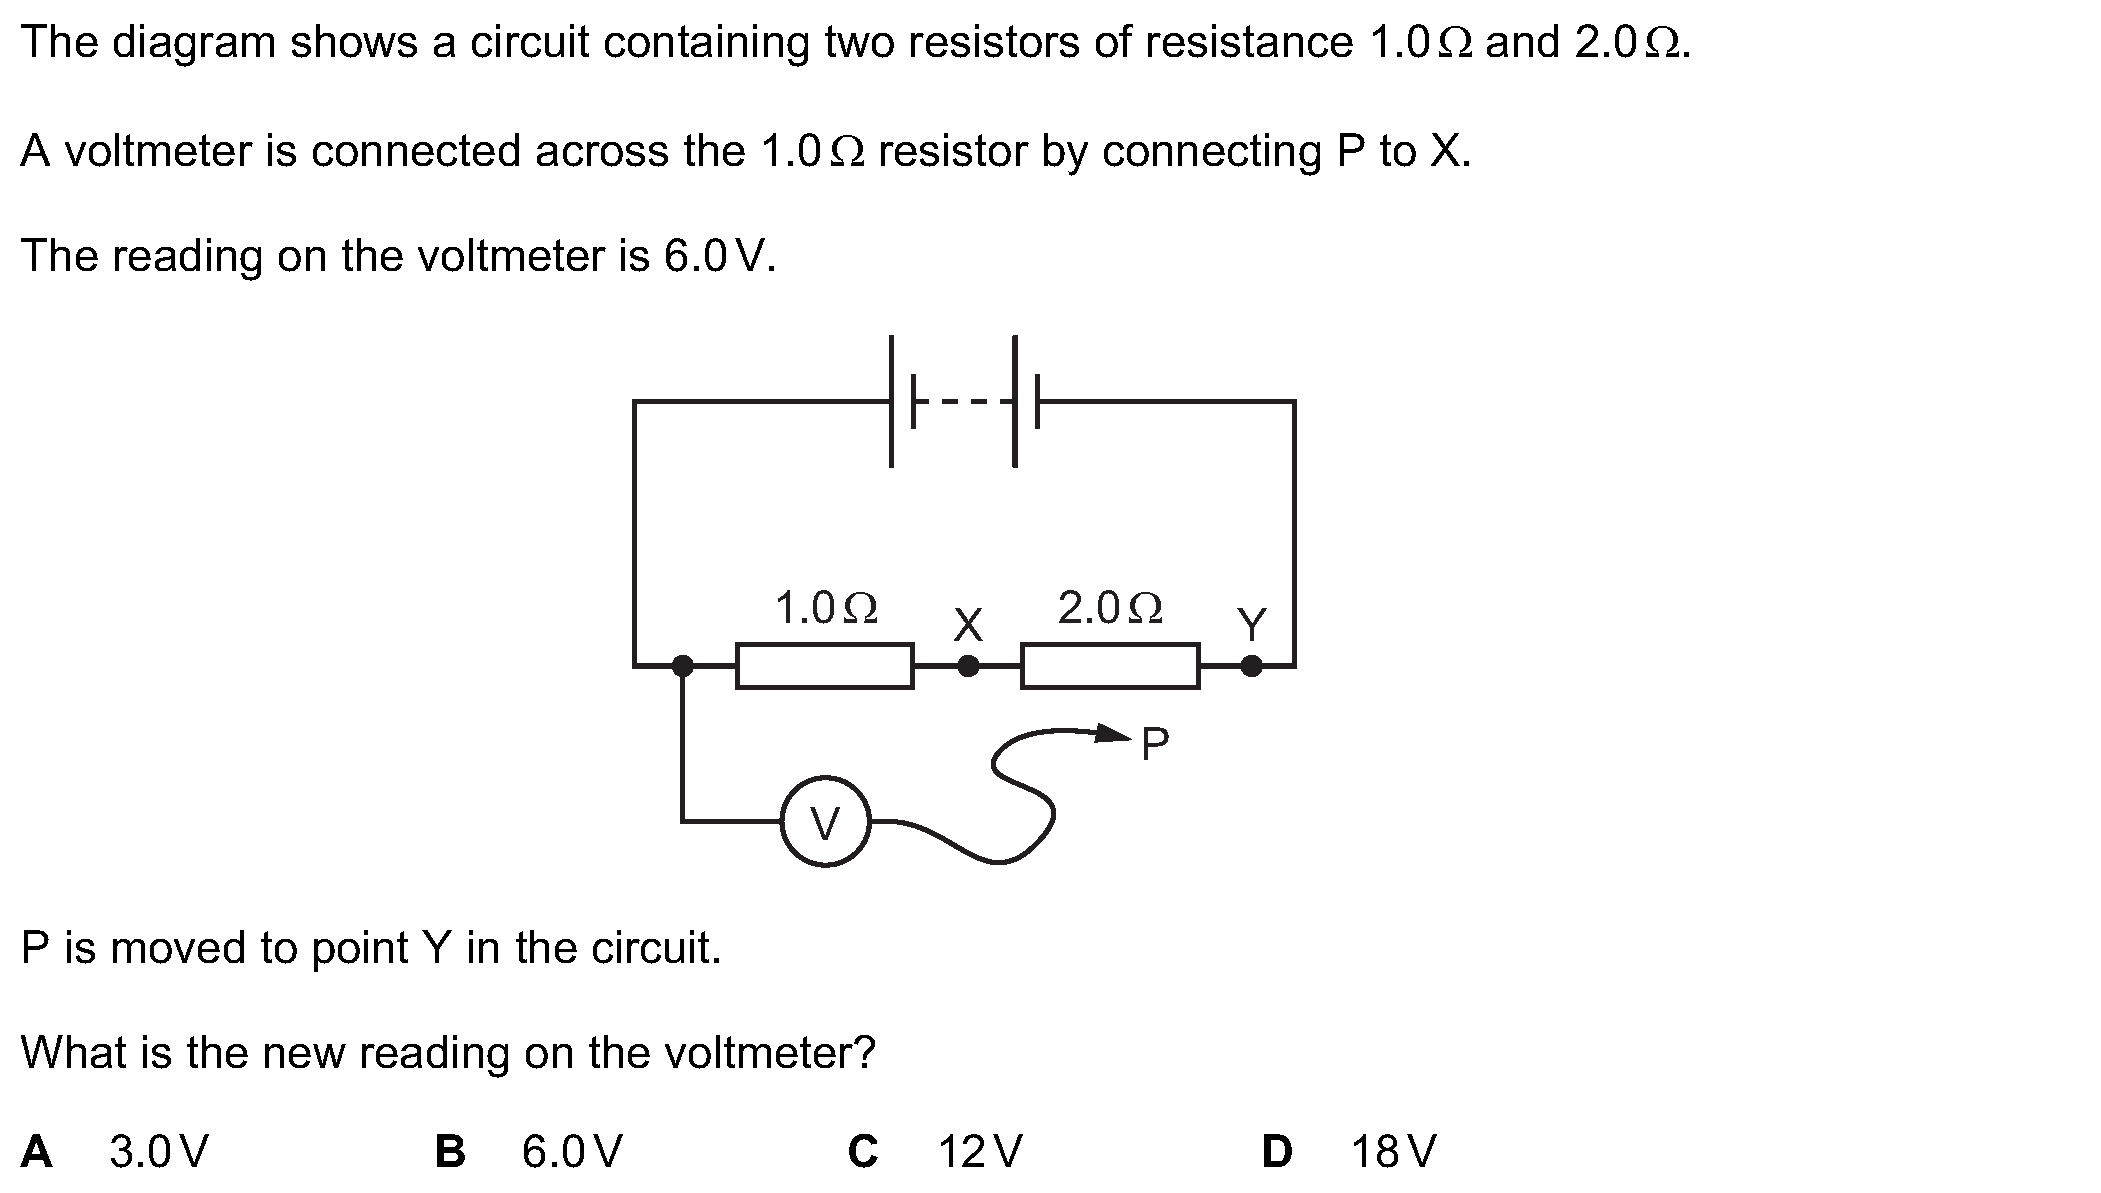 The diagram shows a circuit containing two resistors of resistance 1.0 Ω and 2.0 Ω.
A voltmeter is connected across the 1.0 Ω resistor by connecting P to X.
The reading on the voltmeter is 6.0 V.
1.0 Ω X 2.0 Ω Y
P
V
P is moved to point Y in the circuit.
What is the new reading on the voltmeter?
A 3.0 V B 6.0 V C 12 V D 18 V